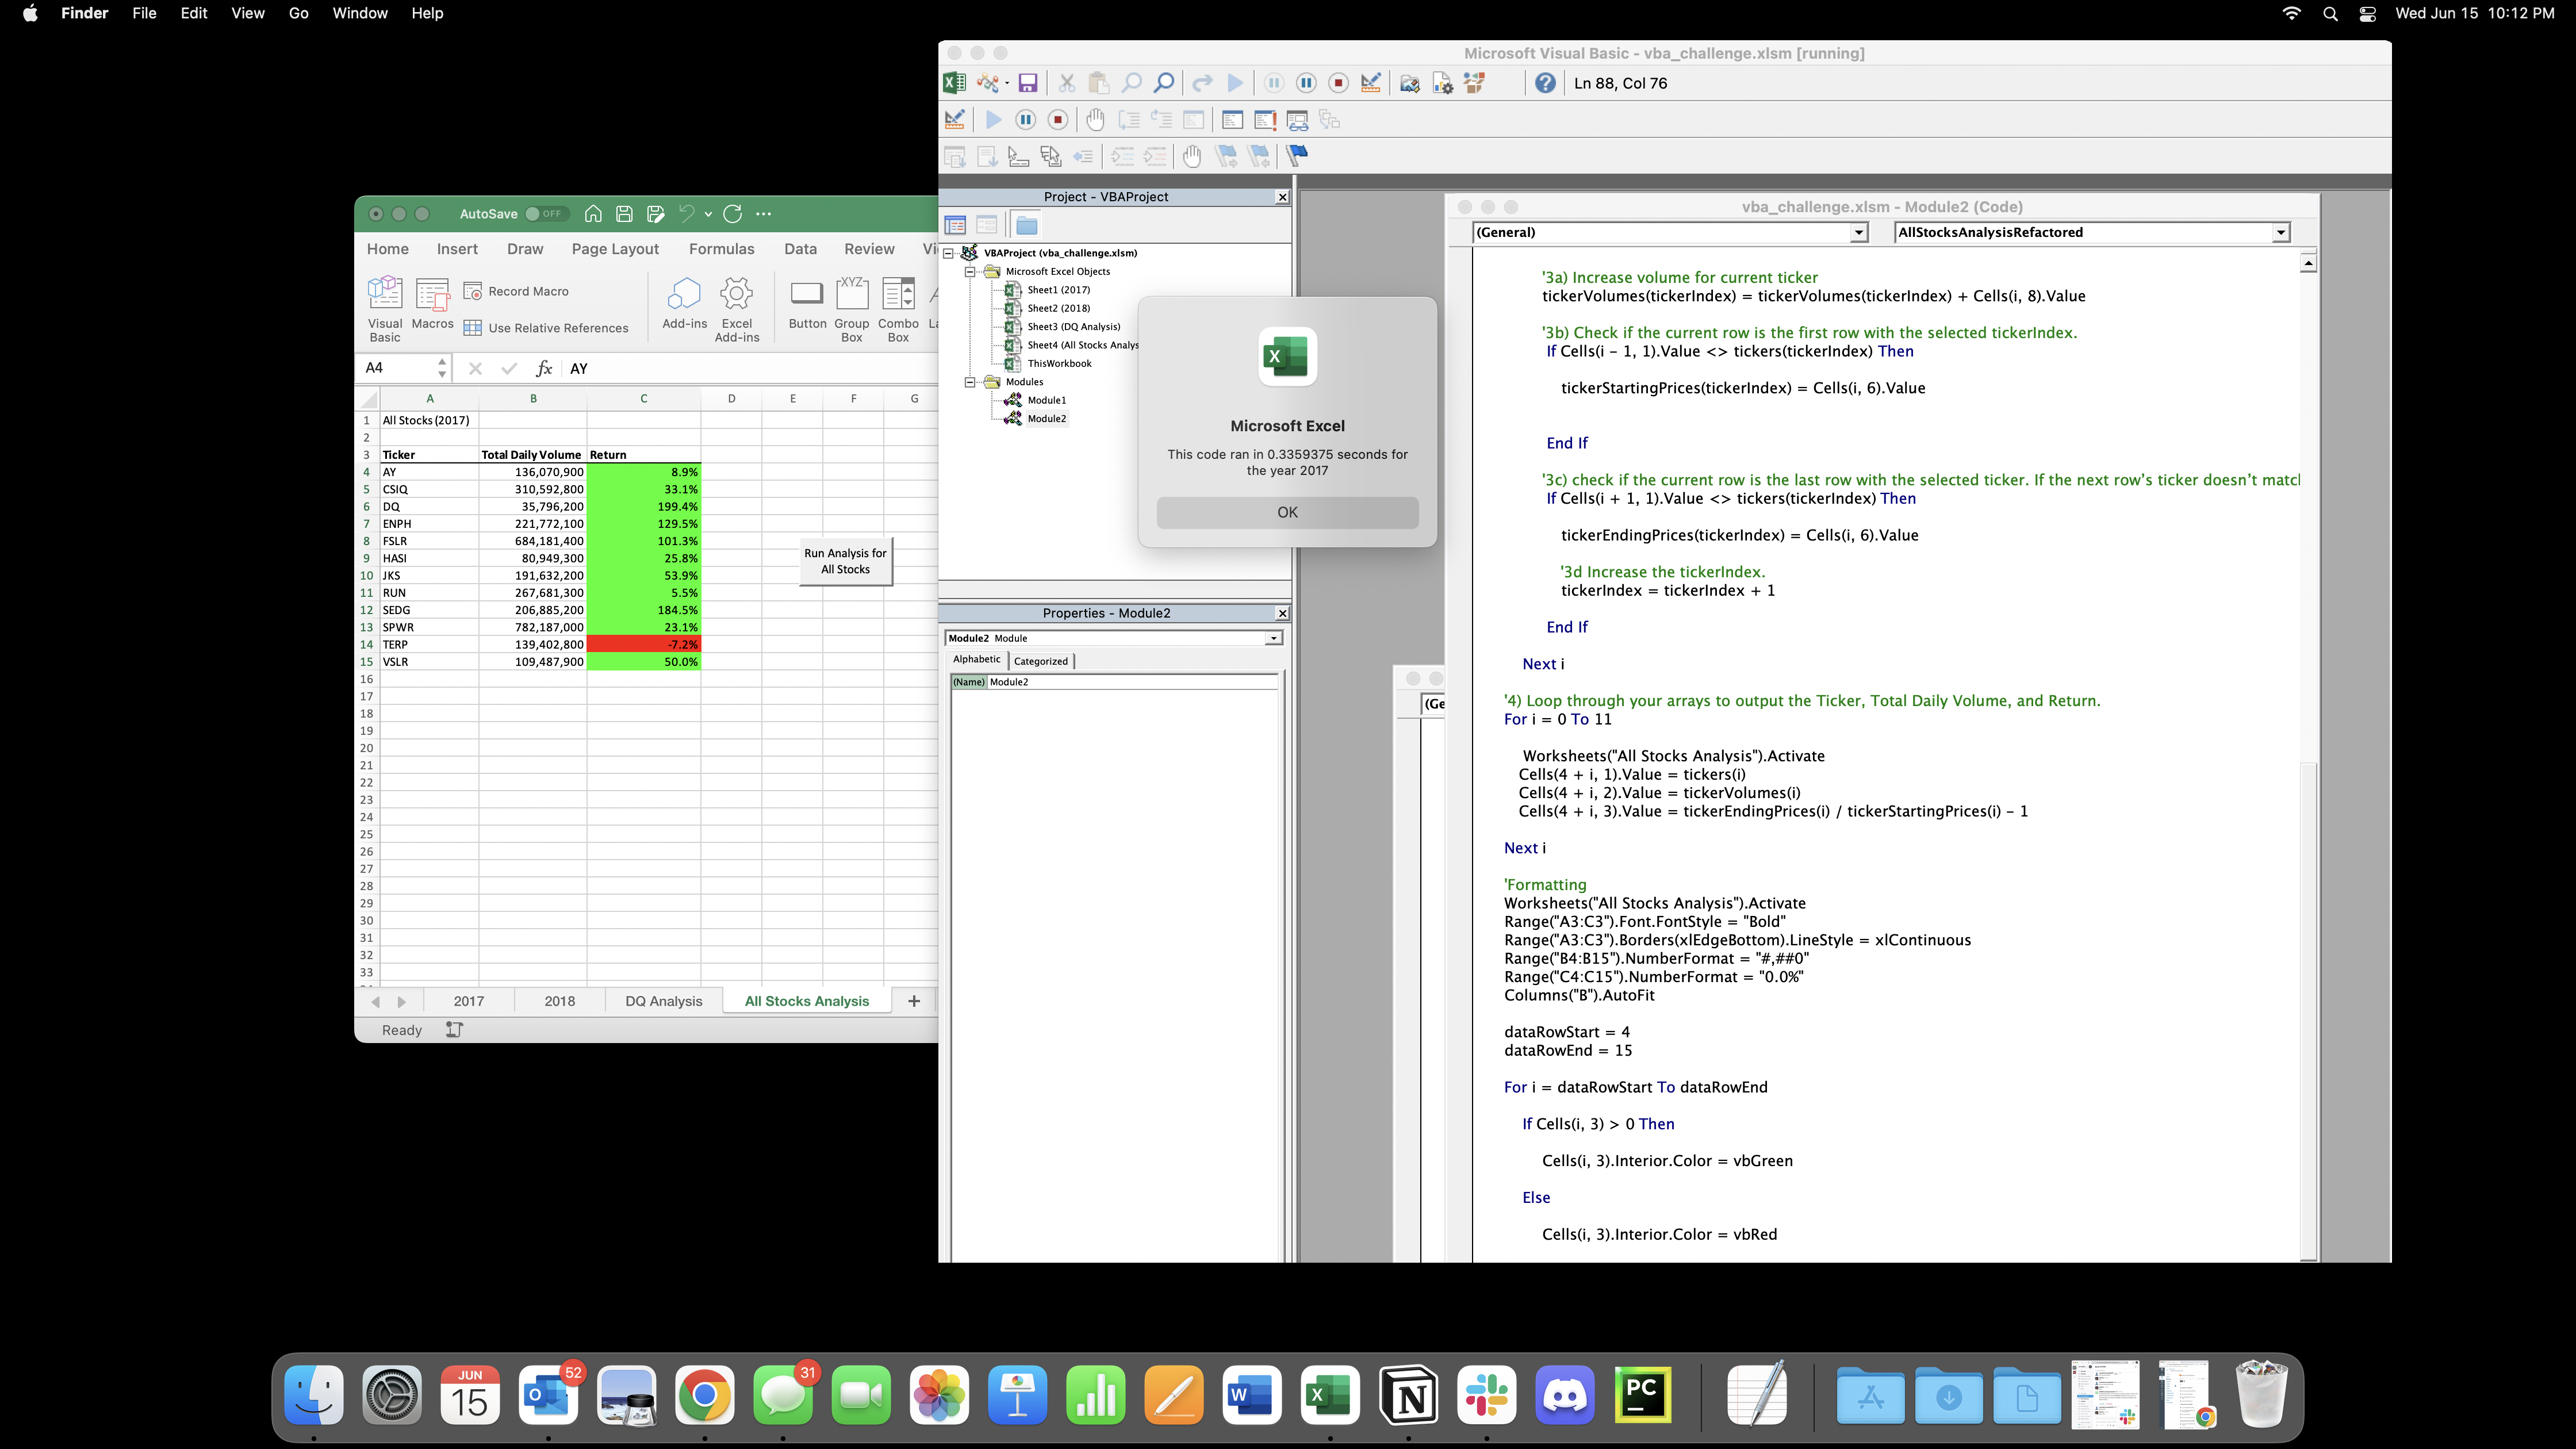 Finder File Edit View Go Window Help
Wed Jun 15 10:12 PM
Microsoft Visual Basic - vba_challenge.xlsm [running]
Ln 88, Col 76
AutoSave OFF
Home Insert Draw Page Layout Formulas Data Review
Record Macro
Use Relative References
Visual Basic
Macros
Add-ins
Excel Add-ins
Button
Group Box
Combo Box
A4
fx AY
A B C D E F G
1 All Stocks (2017)
2
3 Ticker Total Daily Volume Return
4 AY 136,070,900 8.9%
5 CSIQ 310,592,800 33.1%
6 DQ 35,796,200 199.4%
7 ENPH 221,772,100 129.5%
8 FSLR 684,181,400 101.3%
9 HASI 80,949,300 25.8%
10 JKS 191,632,200 53.9%
11 RUN 267,681,300 5.5%
12 SEDG 206,885,200 184.5%
13 SPWR 782,187,000 23.1%
14 TERP 139,402,800 -7.2%
15 VSLR 109,487,900 50.0%
16
17
18
19
20
21
22
23
24
25
26
27
28
29
30
31
32
33
Run Analysis for
All Stocks
2017 2018 DQ Analysis All Stocks Analysis +
Ready
Project - VBAProject
VBAProject (vba_challenge.xlsm)
Microsoft Excel Objects
Sheet1 (2017)
Sheet2 (2018)
Sheet3 (DQ Analysis)
Sheet4 (All Stocks Analys
ThisWorkbook
Modules
Module1
Module2
Properties - Module2
Module2 Module
Alphabetic Categorized
(Name) Module2
Microsoft Excel
This code ran in 0.3359375 seconds for
the year 2017
OK
(Ge
vba_challenge.xlsm - Module2 (Code)
(General) AllStocksAnalysisRefactored
'3a) Increase volume for current ticker
tickerVolumes(tickerIndex) = tickerVolumes(tickerIndex) + Cells(i, 8).Value
'3b) Check if the current row is the first row with the selected tickerIndex.
If Cells(i - 1, 1).Value <> tickers(tickerIndex) Then
tickerStartingPrices(tickerIndex) = Cells(i, 6).Value
End If
'3c) check if the current row is the last row with the selected ticker. If the next row's ticker doesn't matcl
If Cells(i + 1, 1).Value <> tickers(tickerIndex) Then
tickerEndingPrices(tickerIndex) = Cells(i, 6).Value
'3d Increase the tickerIndex.
tickerIndex = tickerIndex + 1
End If
Next i
'4) Loop through your arrays to output the Ticker, Total Daily Volume, and Return.
For i = 0 To 11
Worksheets("All Stocks Analysis").Activate
Cells(4 + i, 1).Value = tickers(i)
Cells(4 + i, 2).Value = tickerVolumes(i)
Cells(4 + i, 3).Value = tickerEndingPrices(i) / tickerStartingPrices(i) - 1
Next i
'Formatting
Worksheets("All Stocks Analysis").Activate
Range("A3:C3").Font.FontStyle = "Bold"
Range("A3:C3").Borders(xlEdgeBottom).LineStyle = xlContinuous
Range("B4:B15").NumberFormat = "#,##0"
Range("C4:C15").NumberFormat = "0.0%"
Columns("B").AutoFit
dataRowStart = 4
dataRowEnd = 15
For i = dataRowStart To dataRowEnd
If Cells(i, 3) > 0 Then
Cells(i, 3).Interior.Color = vbGreen
Else
Cells(i, 3).Interior.Color = vbRed
JUN
15
52
31
PC